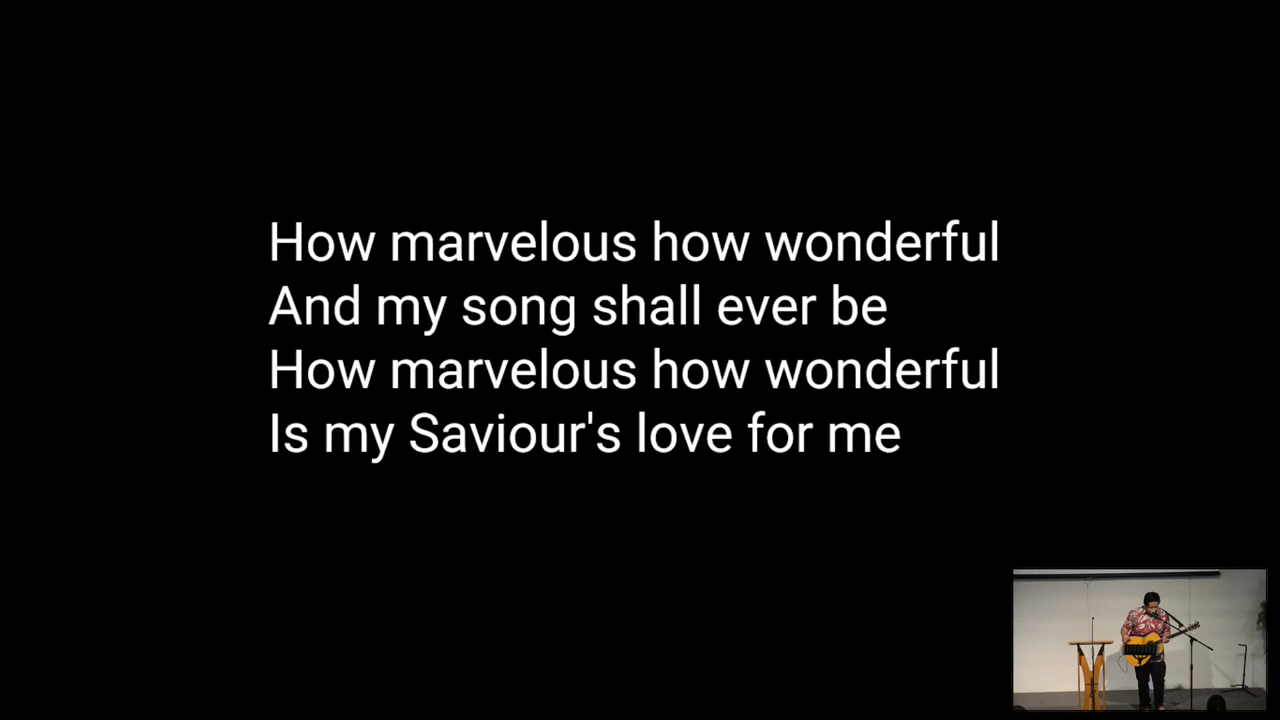 How marvelous how wonderful
And my song shall ever be
How marvelous how wonderful
Is my Saviour's love for me